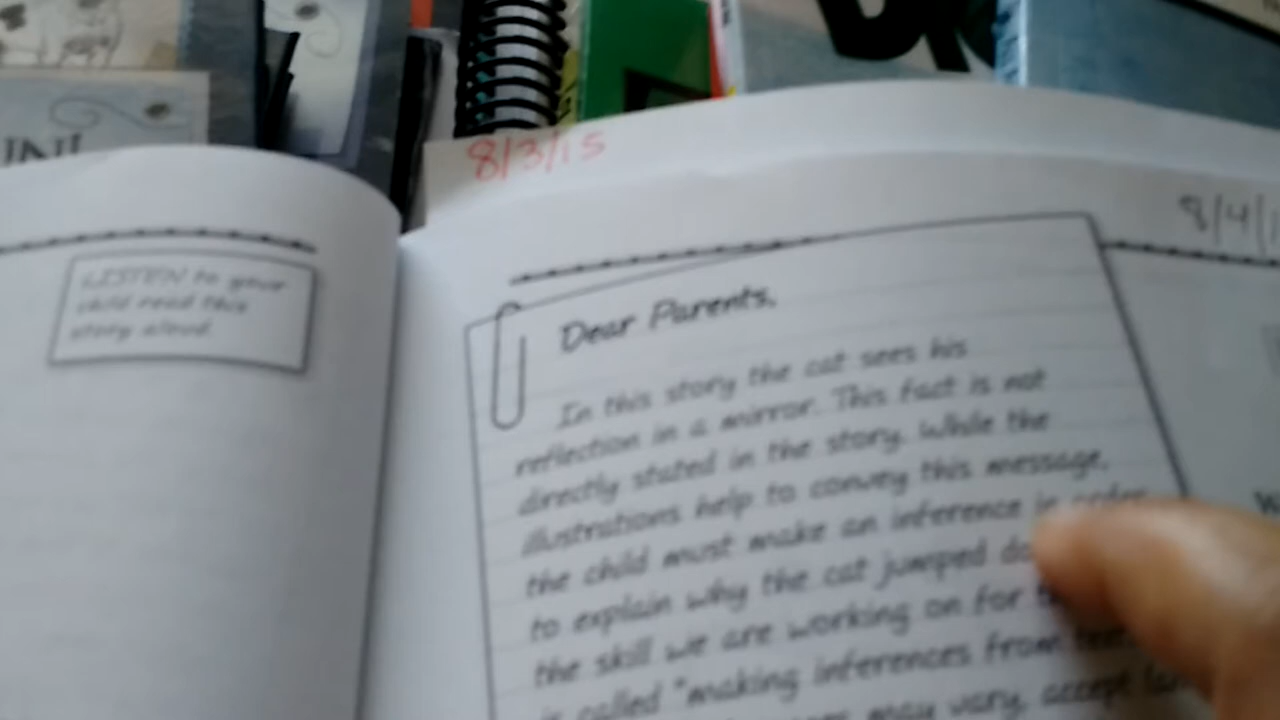 8/3/15
8/4/1
LISTEN to your
child read this
story aloud.
Dear Parents,
In this story the cat sees his
reflection in a mirror. This fact is not
directly stated in the story. While the
illustrations help to convey this message,
the child must make an inference in order
to explain why the cat jumped
the skill we are working on for
is called "making inferences from
may vary, accept